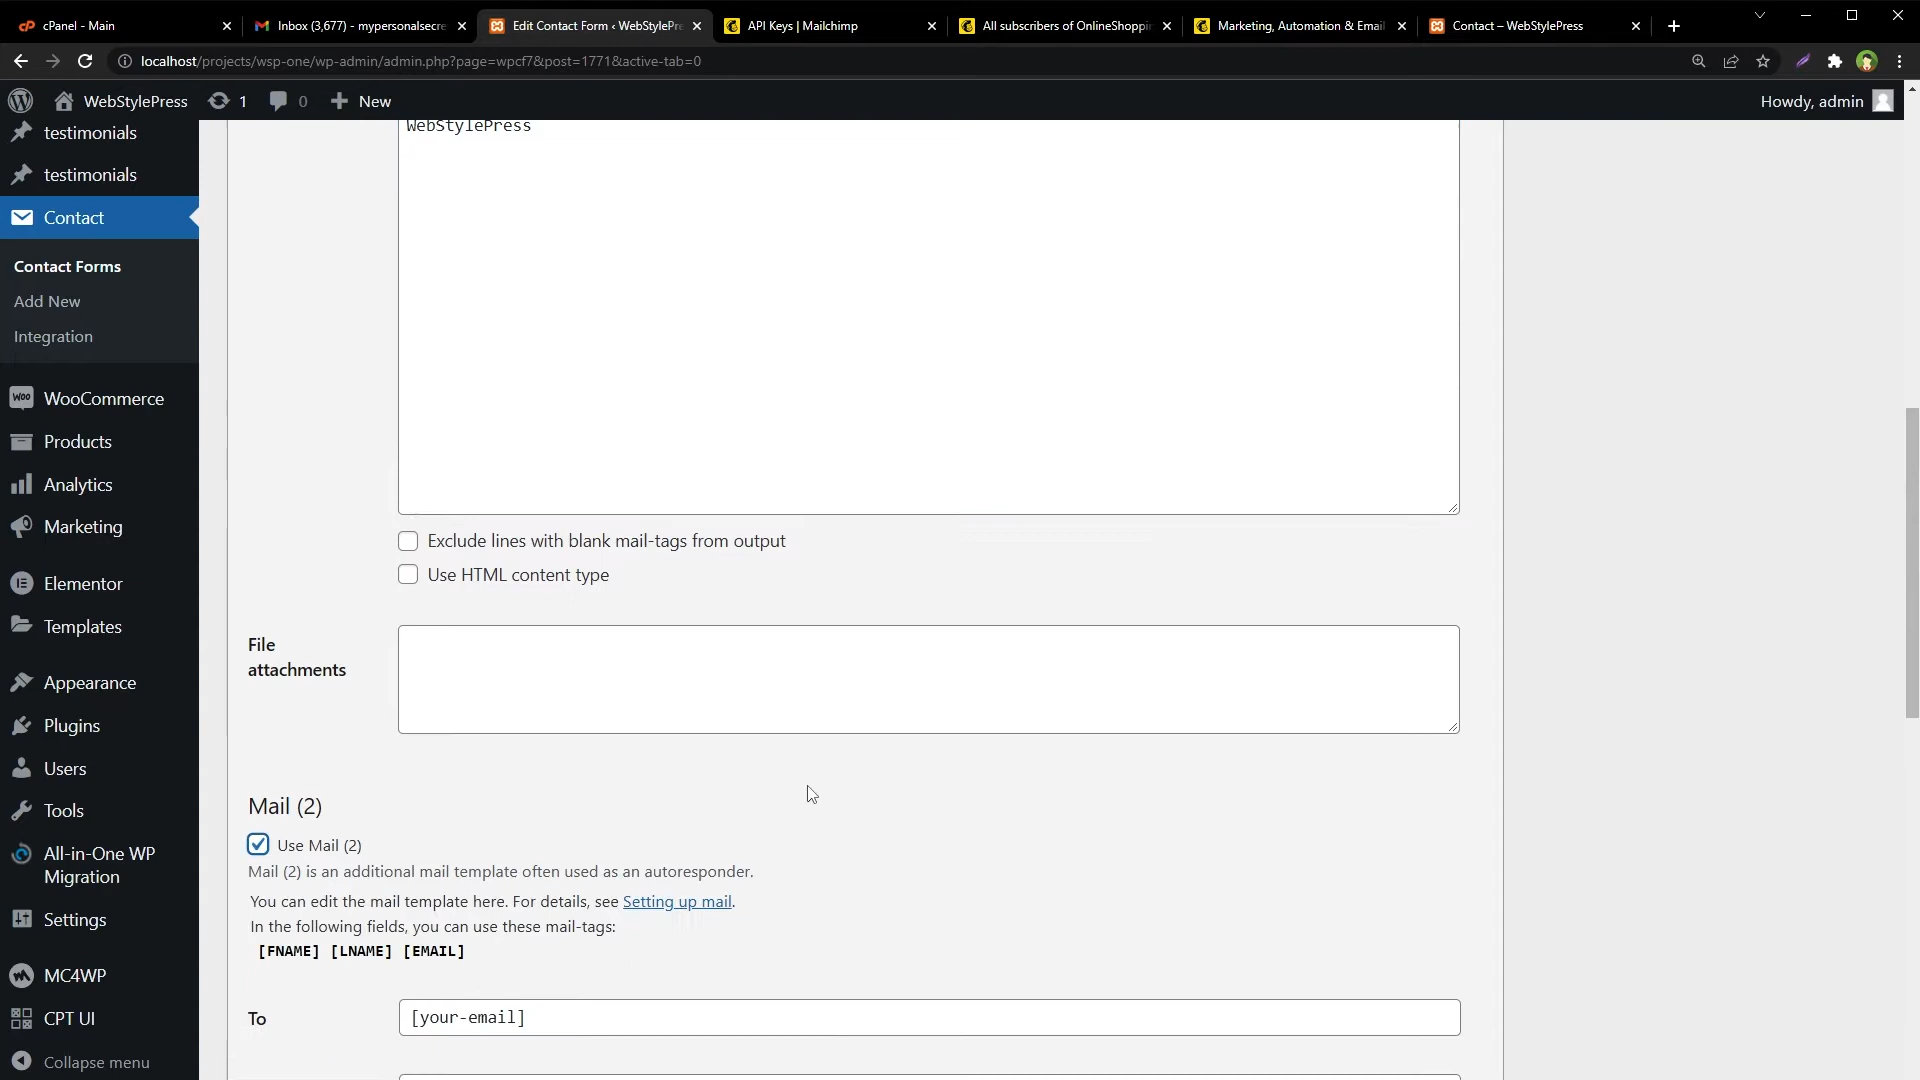 cPanel - Main
Inbox (3,677) - mypersonalsecre
Edit Contact Form ‹ WebStylePre
API Keys | Mailchimp
All subscribers of OnlineShoppin
Marketing, Automation & Email
Contact – WebStylePress
localhost/projects/wsp-one/wp-admin/admin.php?page=wpcf7&post=1771&active-tab=0
WebStylePress
1
0
New
Howdy, admin
testimonials
testimonials
Contact
Contact Forms
Add New
Integration
WooCommerce
Products
Analytics
Marketing
Elementor
Templates
Appearance
Plugins
Users
Tools
All-in-One WP
Migration
Settings
MC4WP
CPT UI
Collapse menu
WebStylePress
Exclude lines with blank mail-tags from output
Use HTML content type
File
attachments
Mail (2)
Use Mail (2)
Mail (2) is an additional mail template often used as an autoresponder.
You can edit the mail template here. For details, see Setting up mail.
In the following fields, you can use these mail-tags:
[FNAME] [LNAME] [EMAIL]
To
[your-email]